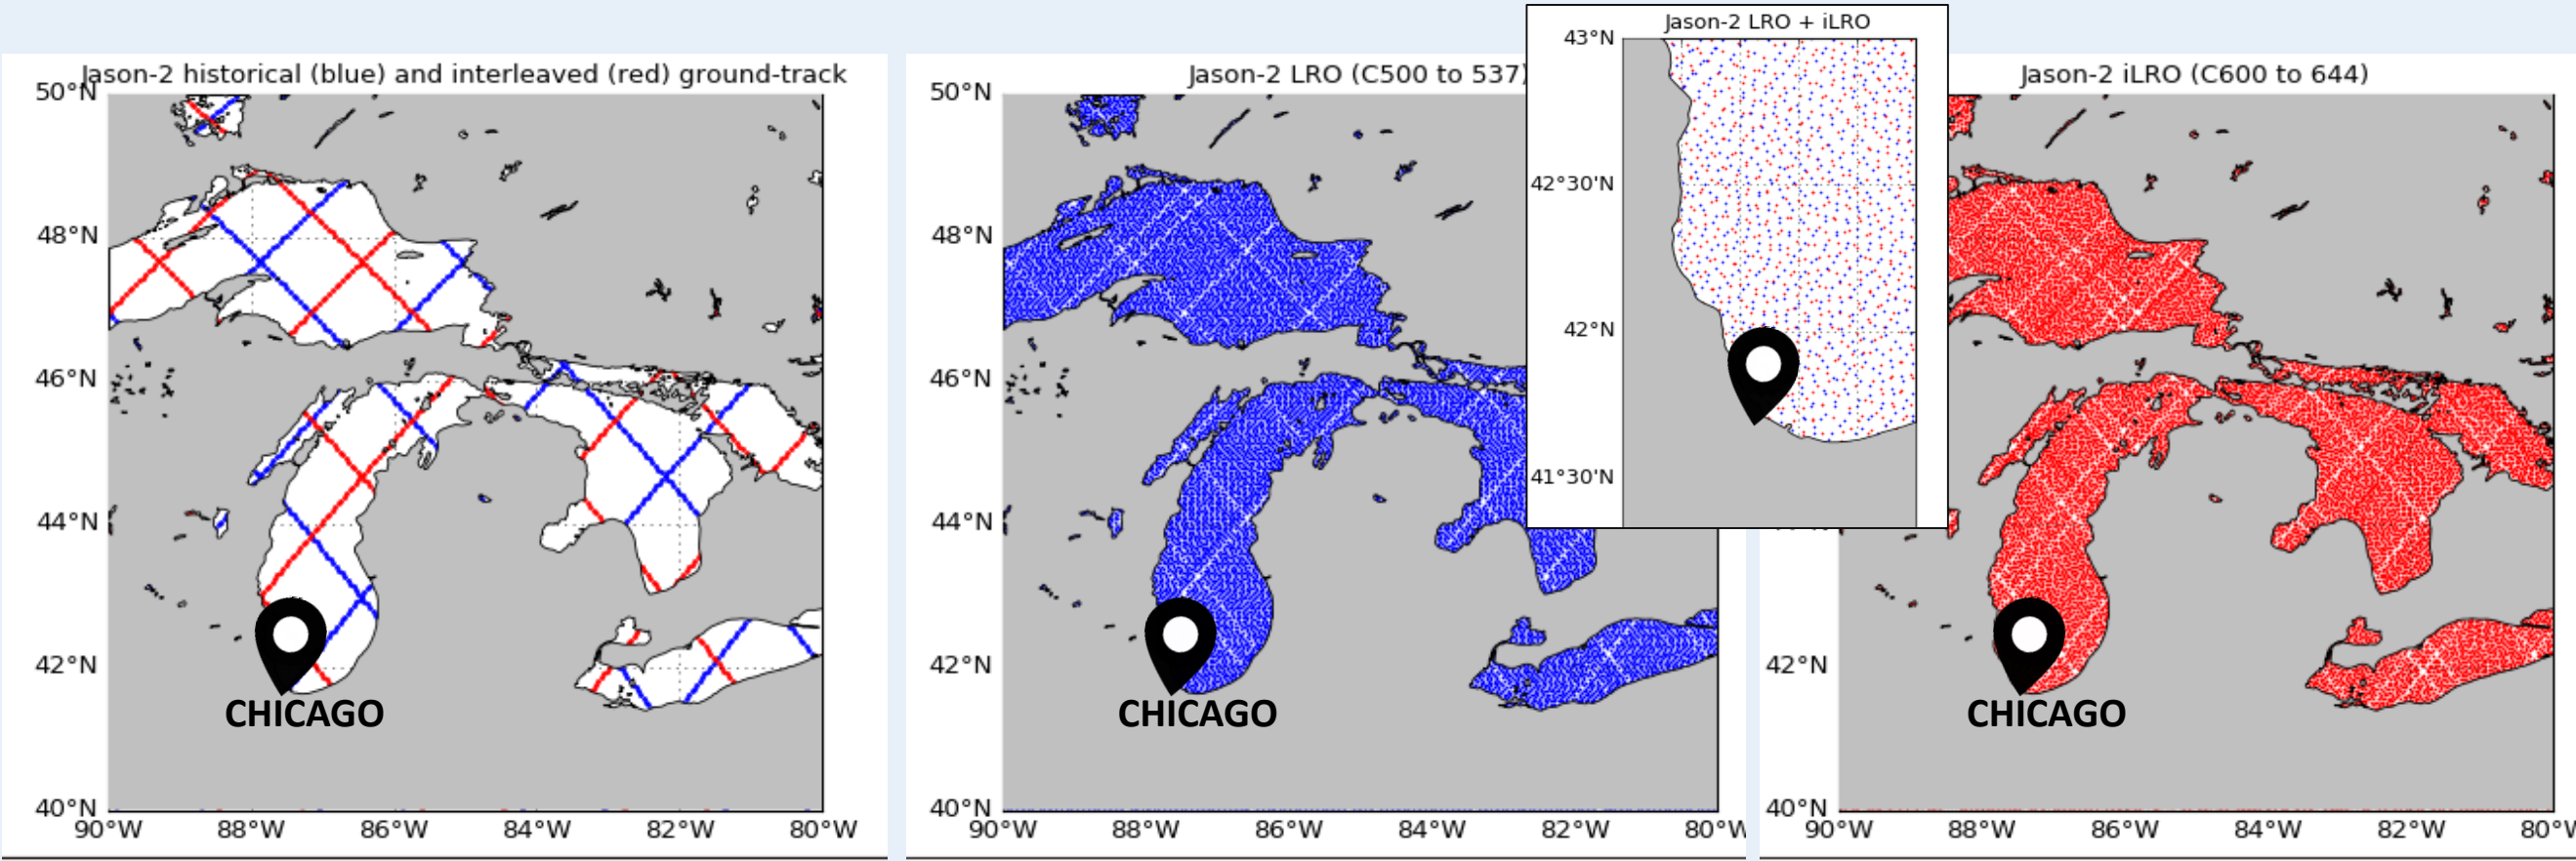 Jason-2 historical (blue) and interleaved (red) ground-track
50°N
48°N
46°N
44°N
42°N
40°N
90°W 88°W 86°W 84°W 82°W 80°W
CHICAGO
Jason-2 LRO (C500 to 537)
50°N
48°N
46°N
44°N
42°N
40°N
90°W 88°W 86°W 84°W 82°W 80°W
CHICAGO
Jason-2 LRO + iLRO
43°N
42°30'N
42°N
41°30'N
Jason-2 iLRO (C600 to 644)
42°N
40°N
90°W 88°W 86°W 84°W 82°W 80°
CHICAGO